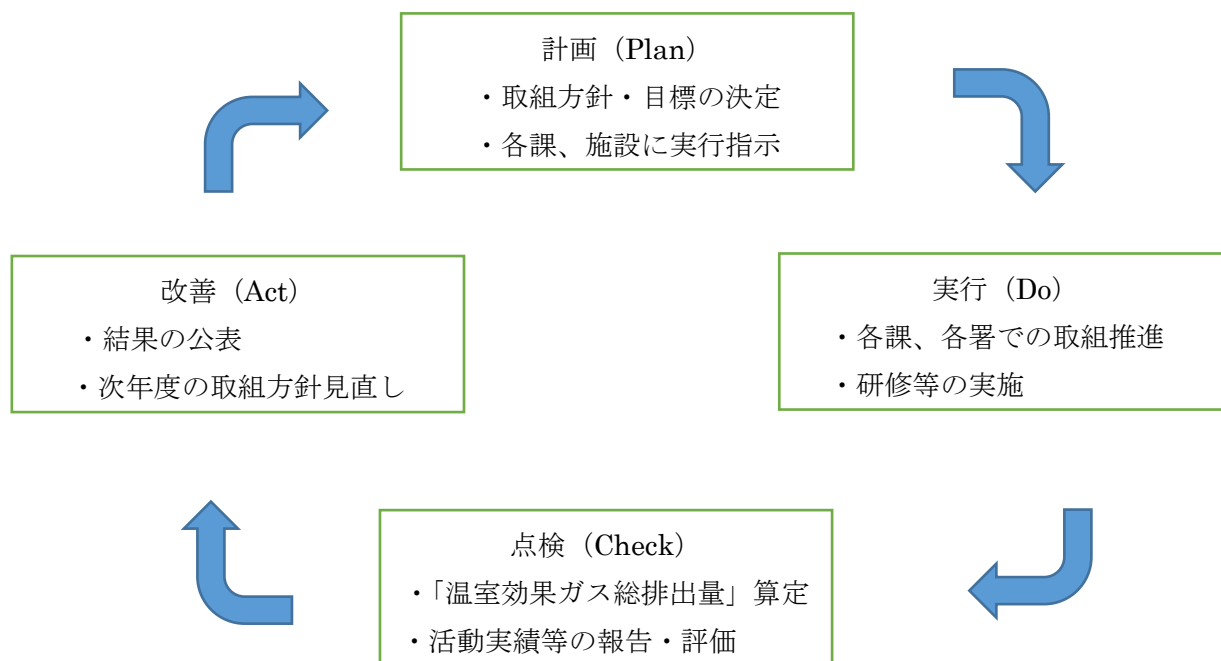 計画（Plan）
・取組方針・目標の決定
・各課、施設に実行指示
改善（Act）
・結果の公表
・次年度の取組方針見直し
実行（Do）
・各課、各署での取組推進
・研修等の実施
点検（Check）
・「温室効果ガス総排出量」算定
・活動実績等の報告・評価